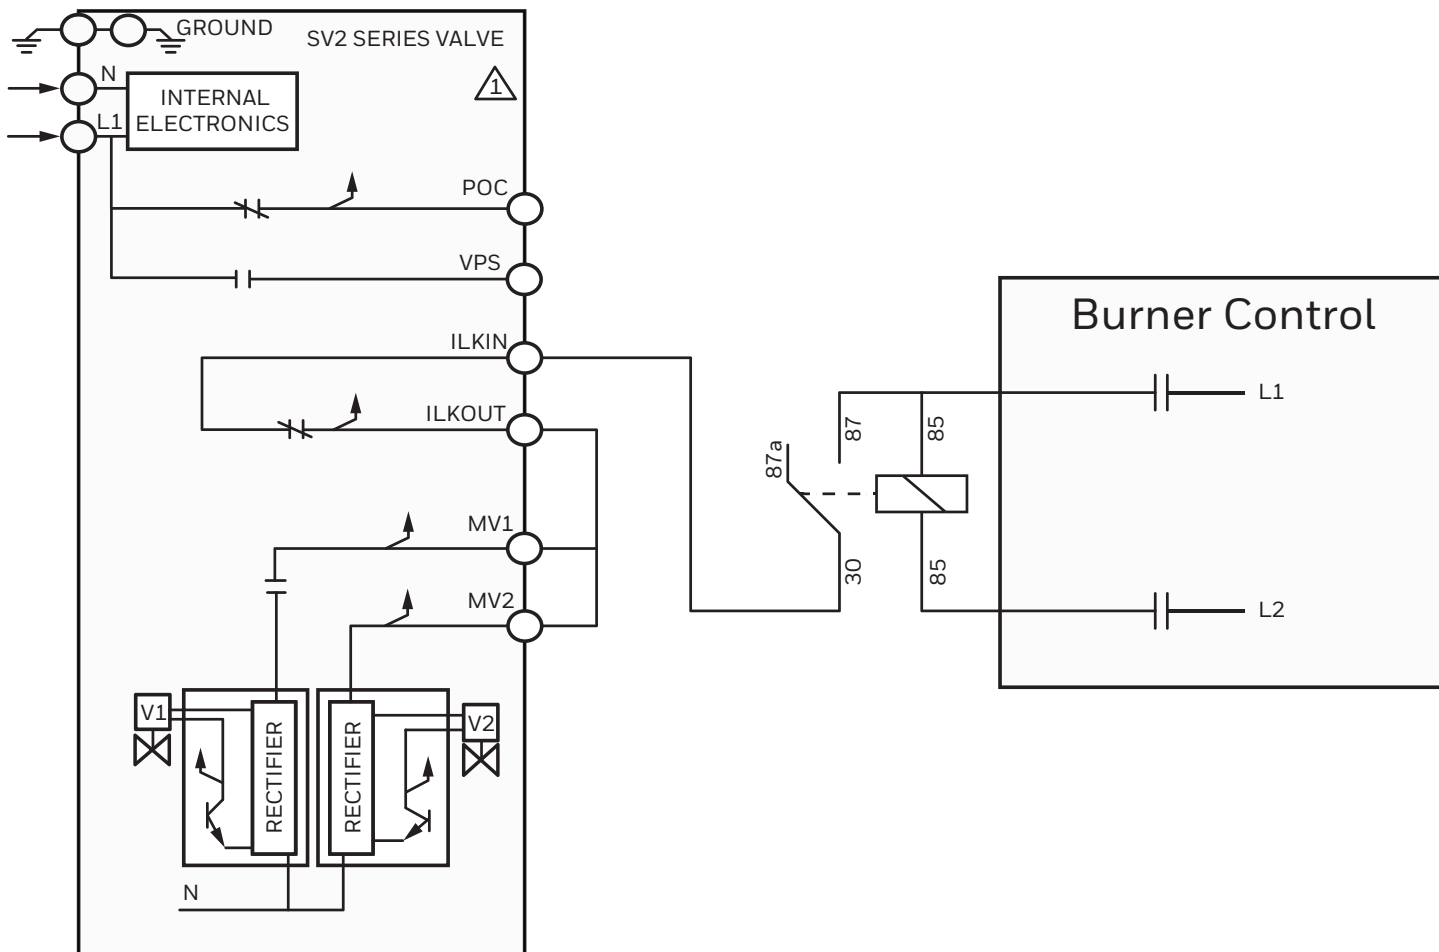 GROUND
SV2 SERIES VALVE
N
1
INTERNAL
ELECTRONICS
L1
POC
VPS
ILKIN
Burner Control
ILKOUT
L1
87a
87
85
MV1
30
85
MV2
L2
V1
RECTIFIER
RECTIFIER
V2
N